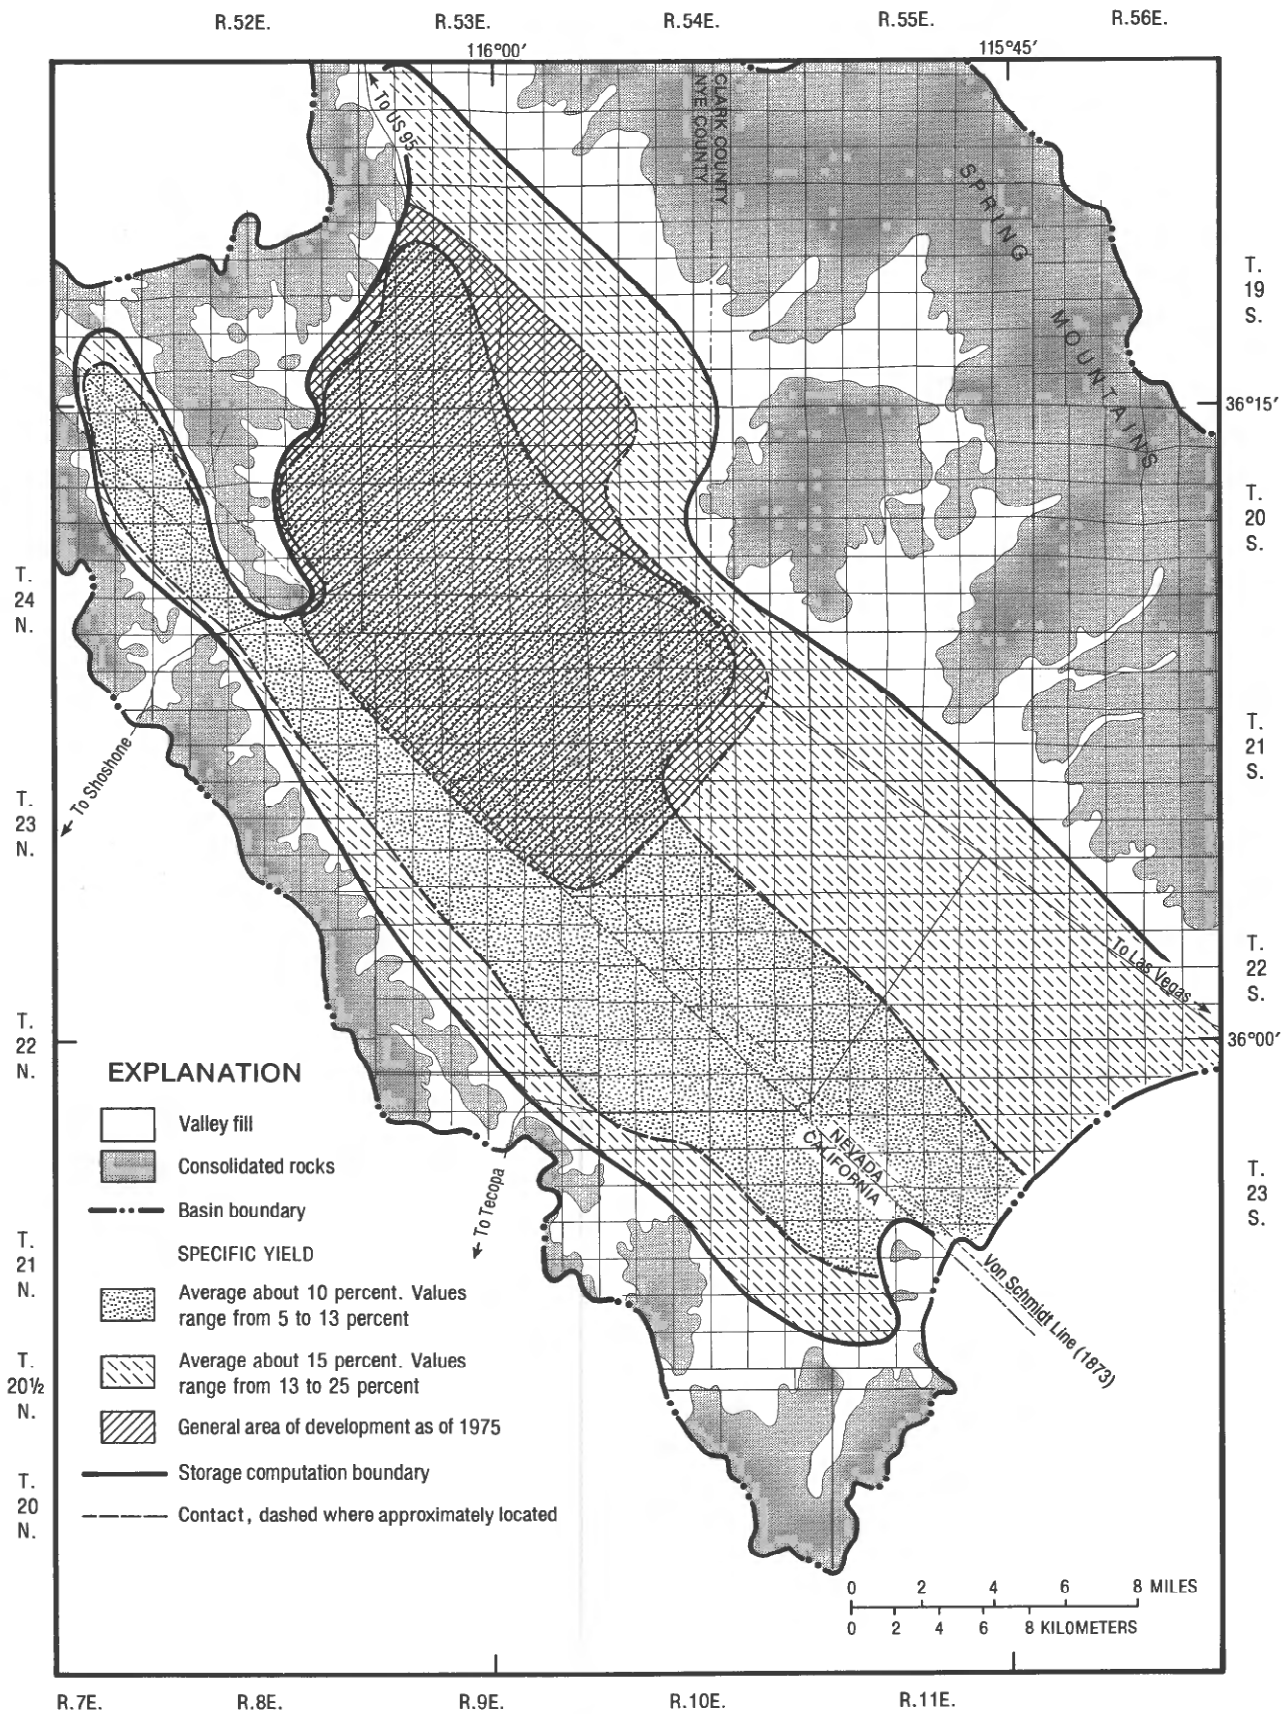 R.52E.
R.53E.
R.54E.
R.55E.
R.56E.
116°00′
115°45′
To US 95
CLARK COUNTY
NYE COUNTY
SPRING
MOUNTAINS
T.
19
S.
36°15′
T.
20
S.
T.
24
N.
T.
21
S.
To Shoshone
T.
23
N.
To Las Vegas
T.
22
S.
T.
22
N.
36°00′
NEVADA
CALIFORNIA
To Tecopa
T.
23
S.
Von Schmidt Line (1873)
T.
21
N.
T.
20½
N.
T.
20
N.
EXPLANATION
Valley fill
Consolidated rocks
Basin boundary
SPECIFIC YIELD
Average about 10 percent. Values
range from 5 to 13 percent
Average about 15 percent. Values
range from 13 to 25 percent
General area of development as of 1975
Storage computation boundary
Contact, dashed where approximately located
0 2 4 6 8 MILES
0 2 4 6 8 KILOMETERS
R.7E.
R.8E.
R.9E.
R.10E.
R.11E.